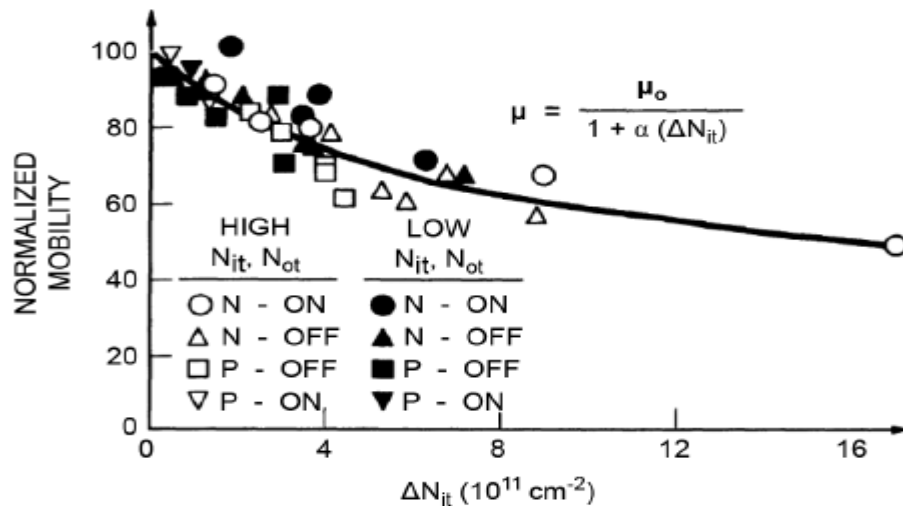 100
80
60
40
20
0
NORMALIZED
MOBILITY
μ = μₒ / 1 + α (ΔNᵢₜ)
HIGH
Nᵢₜ, Nₒₜ
N - ON
N - OFF
P - OFF
P - ON
LOW
Nᵢₜ, Nₒₜ
N - ON
N - OFF
P - OFF
P - ON
0 4 8 12 16
ΔNᵢₜ (10¹¹ cm⁻²)